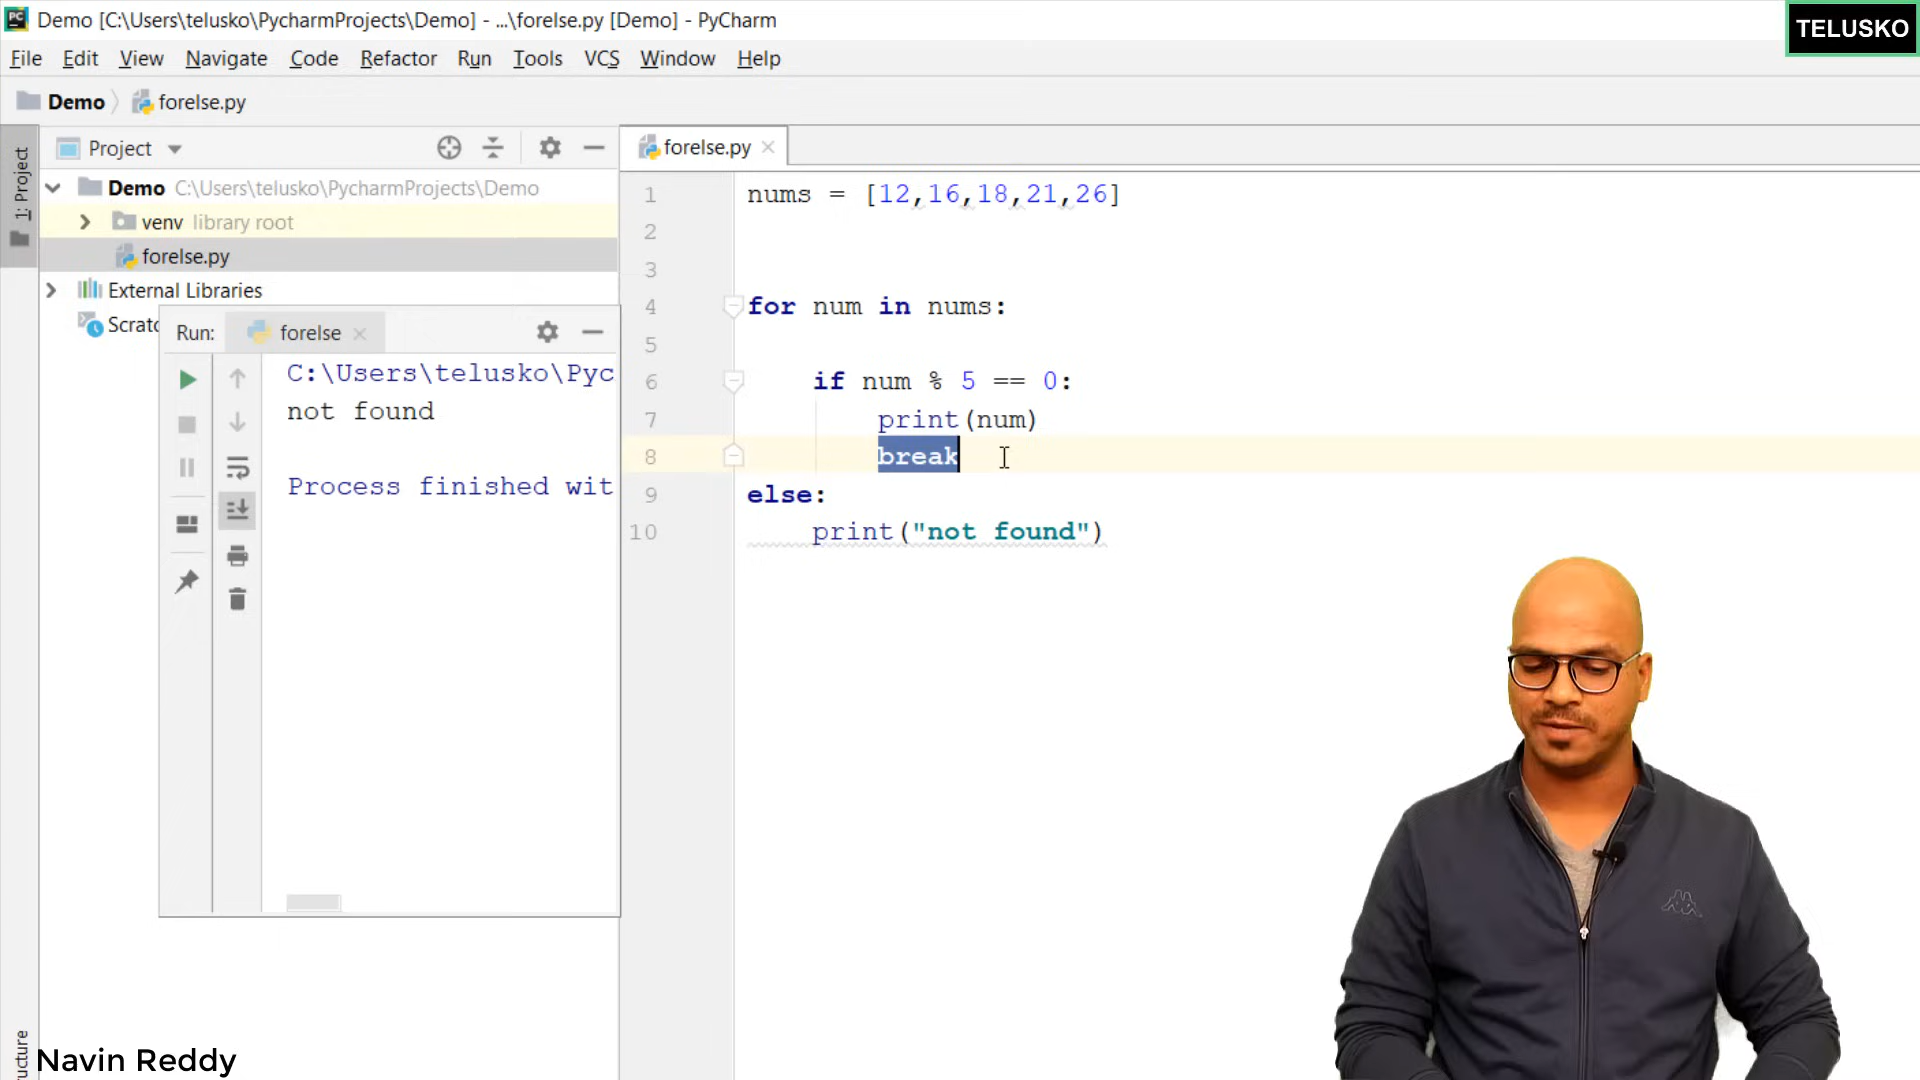 Demo [C:\Users\telusko\PycharmProjects\Demo] - ...\forelse.py [Demo] - PyCharm
TELUSKO
File Edit View Navigate Code Refactor Run Tools VCS Window Help
Demo forelse.py
1: Project
Project
forelse.py
Demo C:\Users\telusko\PycharmProjects\Demo
venv library root
forelse.py
External Libraries
Run: forelse
C:\Users\telusko\Pyc
not found
Process finished wit
1 nums = [12,16,18,21,26]
2
3
4 for num in nums:
5
6 if num % 5 == 0:
7 print(num)
8 break
9 else:
10 print("not found")
Navin Reddy